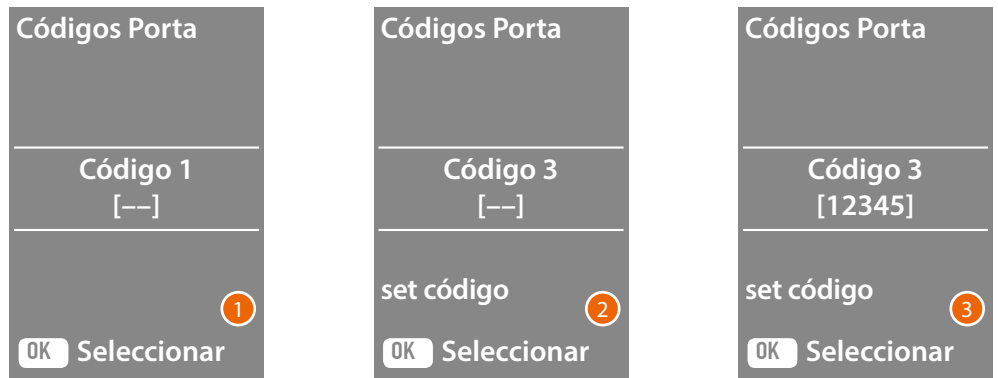 Códigos Porta
Código 1
[––]
1
OK Seleccionar
Códigos Porta
Código 3
[––]
set código
2
OK Seleccionar
Códigos Porta
Código 3
[12345]
set código
3
OK Seleccionar